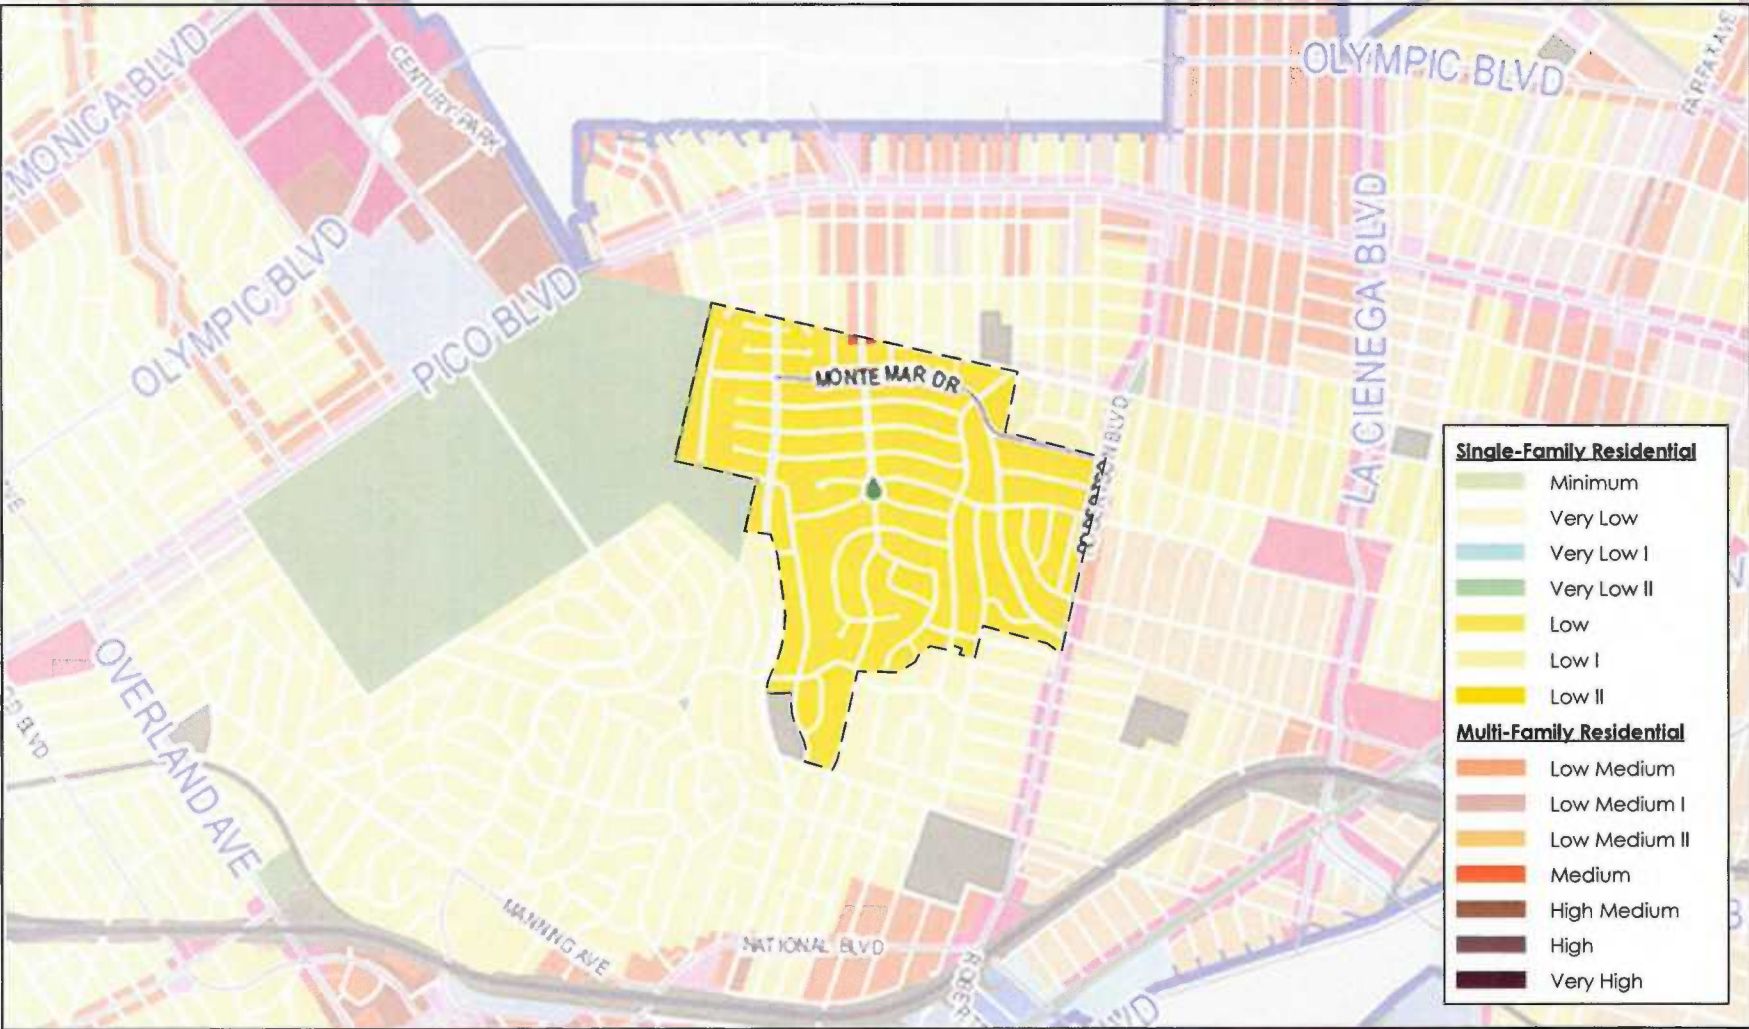 MONICA BLVD
CENTURY PARK
OLYMPIC BLVD
FAIRFAX AVE
OLYMPIC BLVD
PICO BLVD
LA CIENEGA BLVD
MONTE MAR DR
OVERLAND AVE
MANNING AVE
NATIONAL BLVD
Single-Family Residential
Minimum
Very Low
Very Low I
Very Low II
Low
Low I
Low II
Multi-Family Residential
Low Medium
Low Medium I
Low Medium II
Medium
High Medium
High
Very High